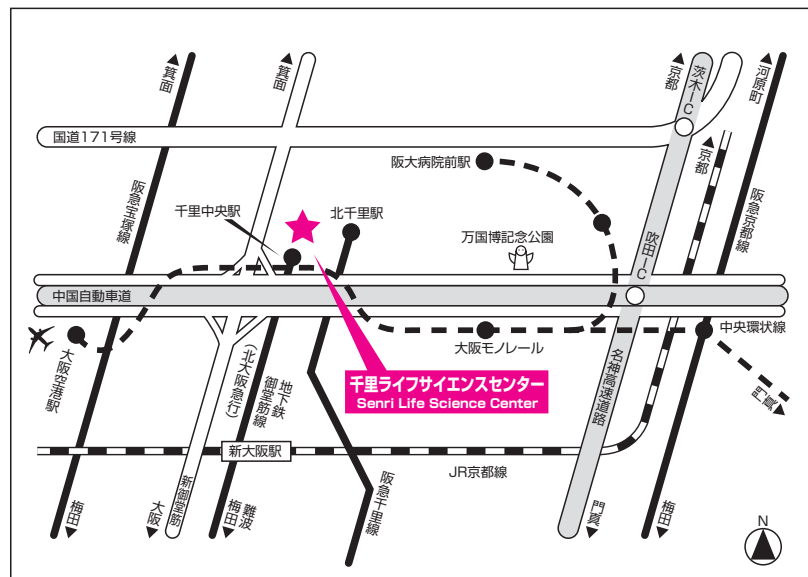 箕面
箕面
京都
茨木IC
河原町
国道171号線
阪大病院前駅
京都
阪急宝塚線
千里中央駅
北千里駅
阪急京都線
万国博記念公園
吹田IC
中国自動車道
中央環状線
大阪空港駅
大阪モノレール
地下鉄
御堂筋線
(北大阪急行)
千里ライフサイエンスセンター
Senri Life Science Center
名神高速道路
門真
新大阪駅
JR京都線
梅田
大阪
新御堂筋
難波
梅田
阪急千里線
門真
梅田
N